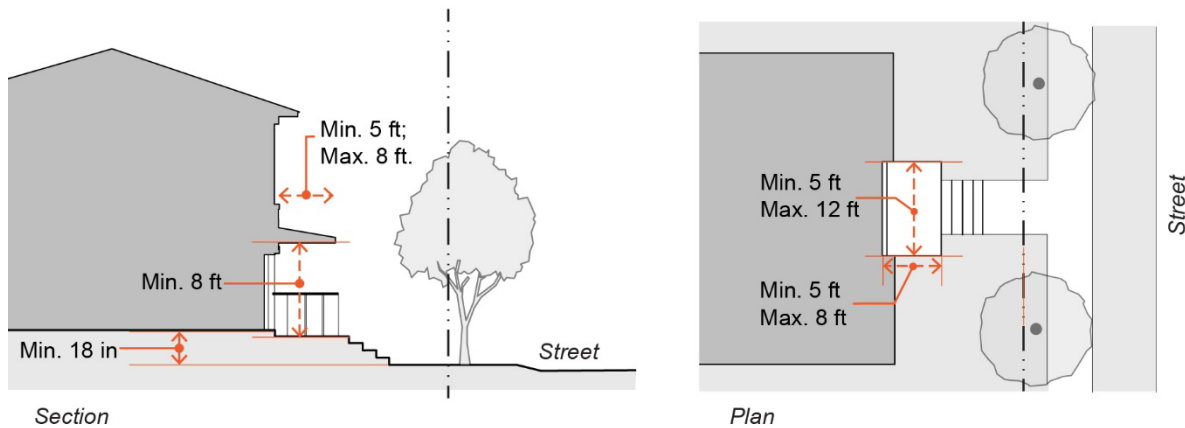 Min. 5 ft;
Max. 8 ft.
Min. 8 ft
Min. 18 in
Street
Section
Min. 5 ft
Max. 12 ft
Min. 5 ft
Max. 8 ft
Street
Plan